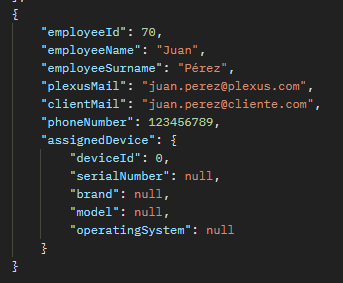 },
{
"employeeId": 70,
"employeeName": "Juan",
"employeeSurname": "Pérez",
"plexusMail": "juan.perez@plexus.com",
"clientMail": "juan.perez@cliente.com",
"phoneNumber": 123456789,
"assignedDevice": {
"deviceId": 0,
"serialNumber": null,
"brand": null,
"model": null,
"operatingSystem": null
}
}